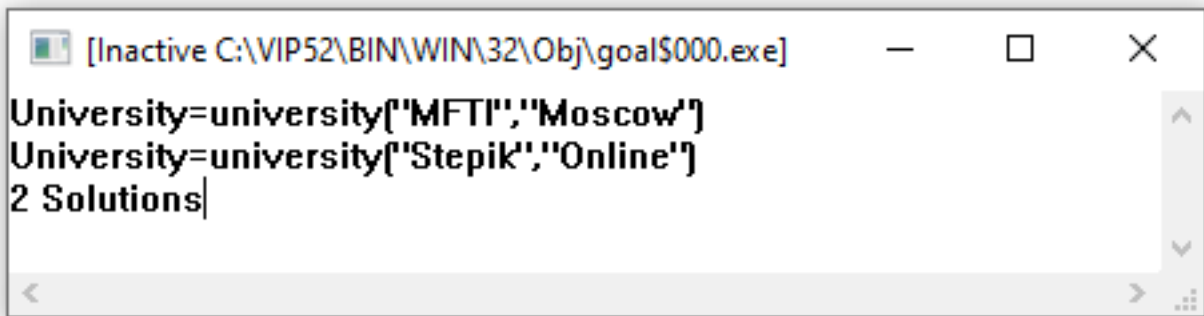 [Inactive C:\VIP52\BIN\WIN\32\Obj\goal$000.exe]
University=university("MFTI","Moscow")
University=university("Stepik","Online")
2 Solutions